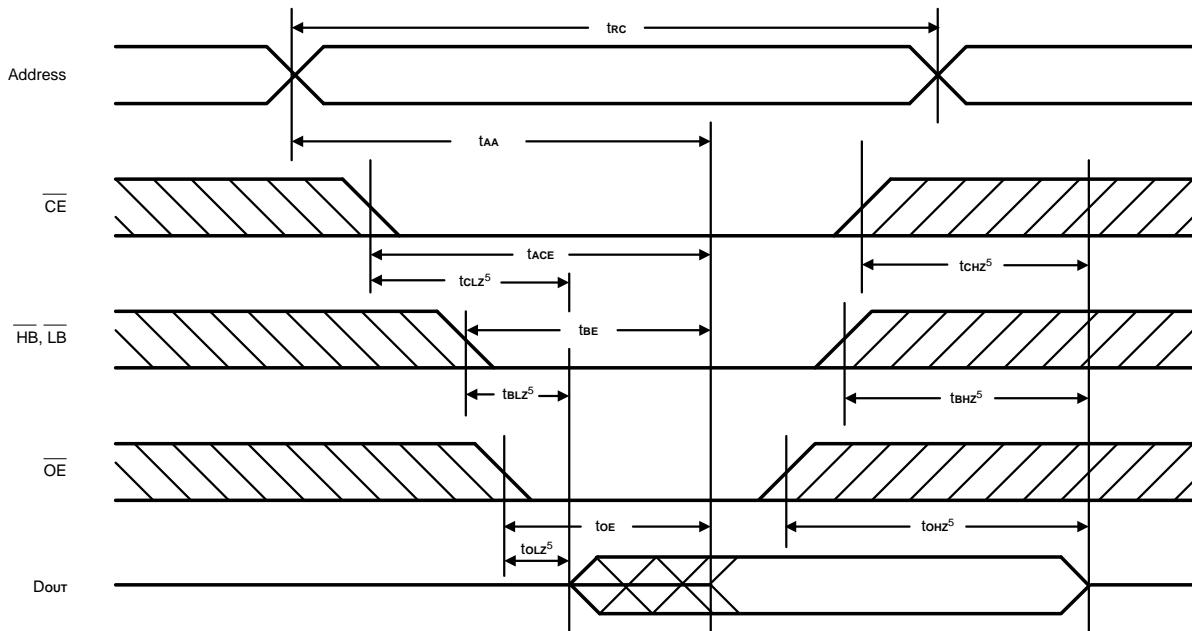 tRC
Address
tAA
CE
tACE
tCHZ5
tCLZ5
HB, LB
tBE
tBLZ5
tBHZ5
OE
tOE
tOHZ5
tOLZ5
DOUT